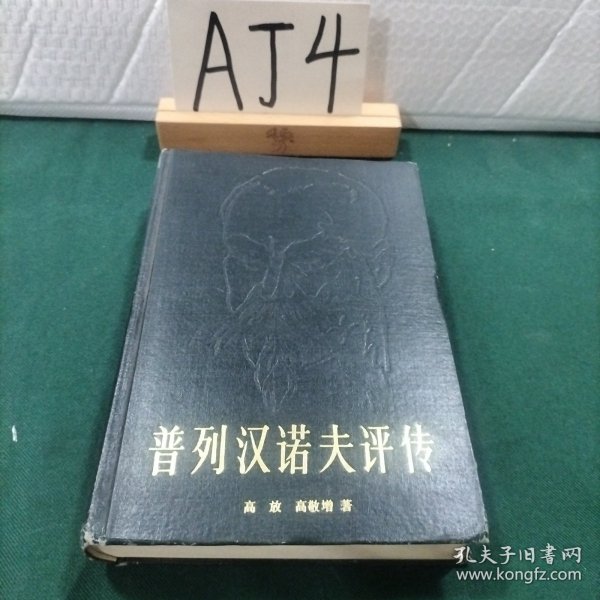 AJ4
普列汉诺夫评传
高放 高敬增 著
孔夫子旧书网
www.kongfz.com